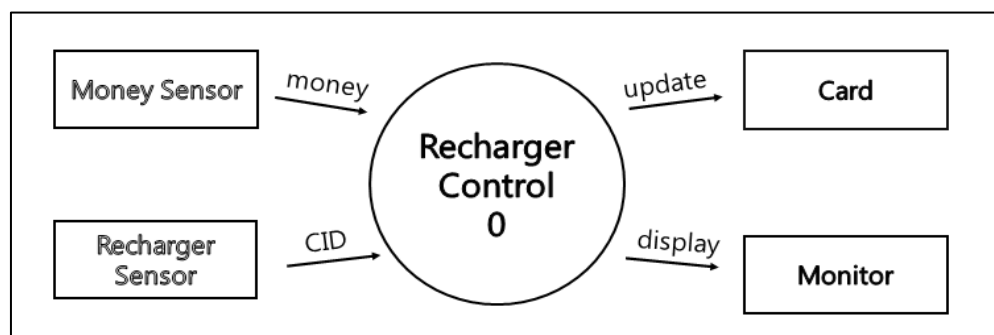 Money Sensor
money
Recharger
Sensor
CID
Recharger
Control
0
update
Card
display
Monitor